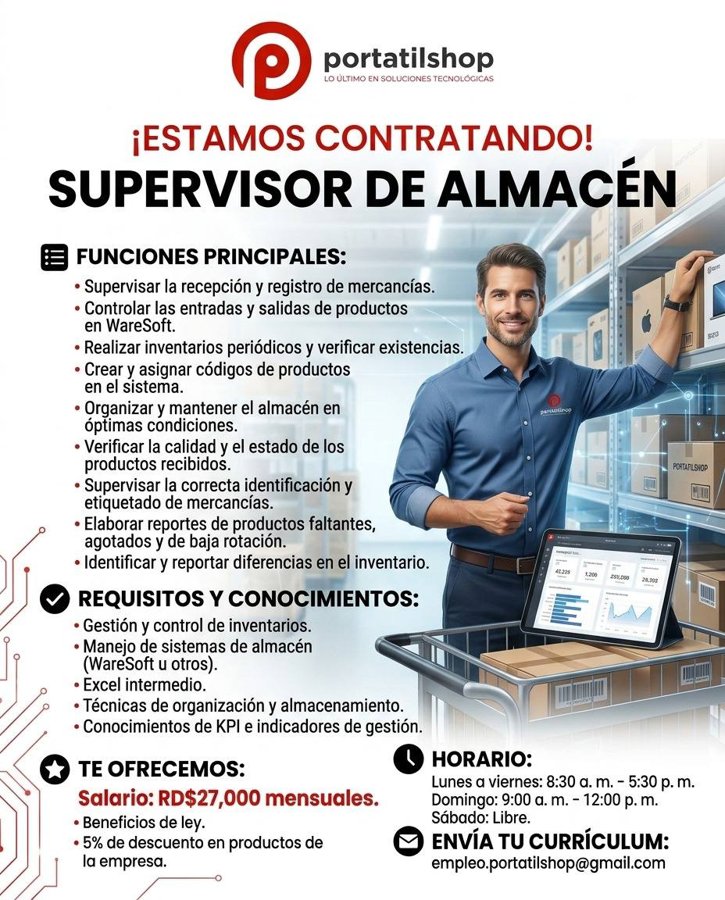 portatilshop
LO ÚLTIMO EN SOLUCIONES TECNOLÓGICAS
¡ESTAMOS CONTRATANDO!
SUPERVISOR DE ALMACÉN
FUNCIONES PRINCIPALES:
• Supervisar la recepción y registro de mercancías.
• Controlar las entradas y salidas de productos
en WareSoft.
• Realizar inventarios periódicos y verificar existencias.
• Crear y asignar códigos de productos
en el sistema.
• Organizar y mantener el almacén en
óptimas condiciones.
• Verificar la calidad y el estado de los
productos recibidos.
• Supervisar la correcta identificación y
etiquetado de mercancías.
• Elaborar reportes de productos faltantes,
agotados y de baja rotación.
• Identificar y reportar diferencias en el inventario.
portatilshop
PORTATILSHOP
REQUISITOS Y CONOCIMIENTOS:
• Gestión y control de inventarios.
• Manejo de sistemas de almacén
(WareSoft u otros).
• Excel intermedio.
• Técnicas de organización y almacenamiento.
• Conocimientos de KPI e indicadores de gestión.
TE OFRECEMOS:
Salario: RD$27,000 mensuales.
• Beneficios de ley.
• 5% de descuento en productos de
la empresa.
HORARIO:
Lunes a viernes: 8:30 a. m. – 5:30 p. m.
Domingo: 9:00 a. m. – 12:00 p. m.
Sábado: Libre.
ENVÍA TU CURRÍCULUM:
empleo.portatilshop@gmail.com